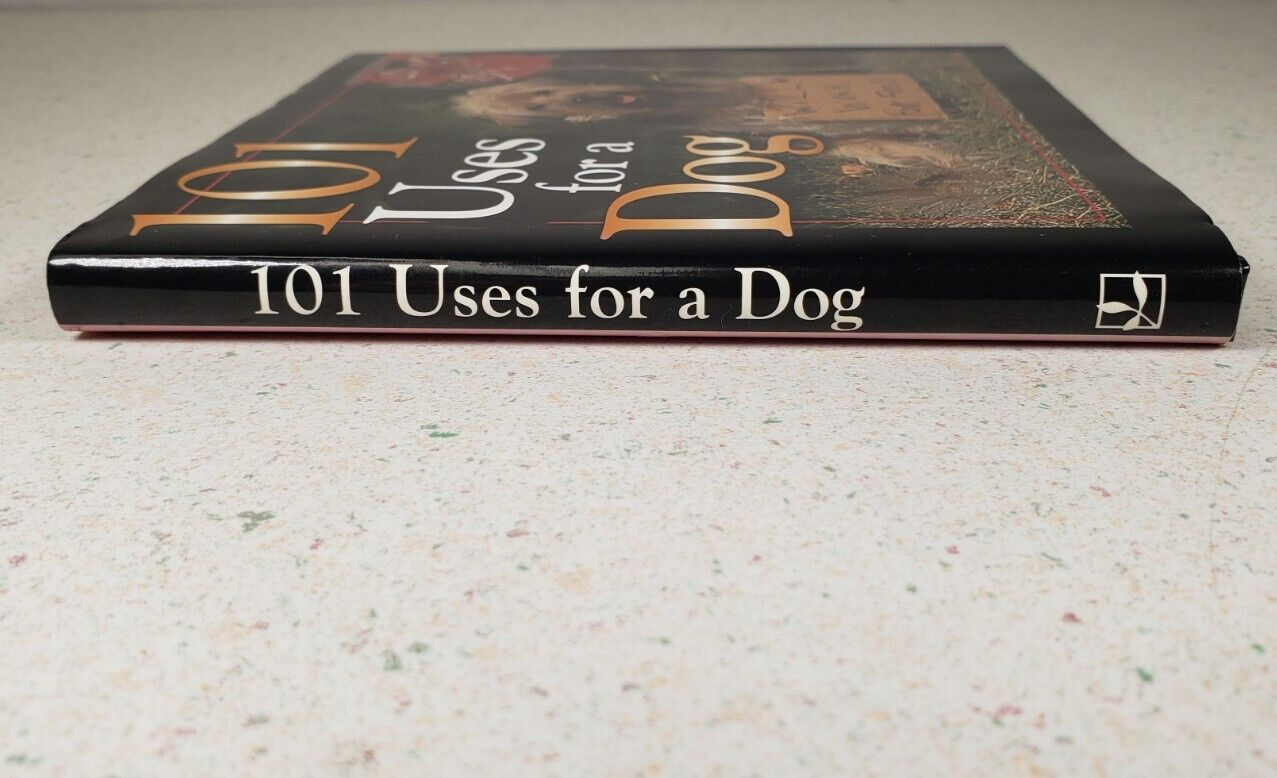 101
Uses
for a
Dog
101 Uses for a Dog